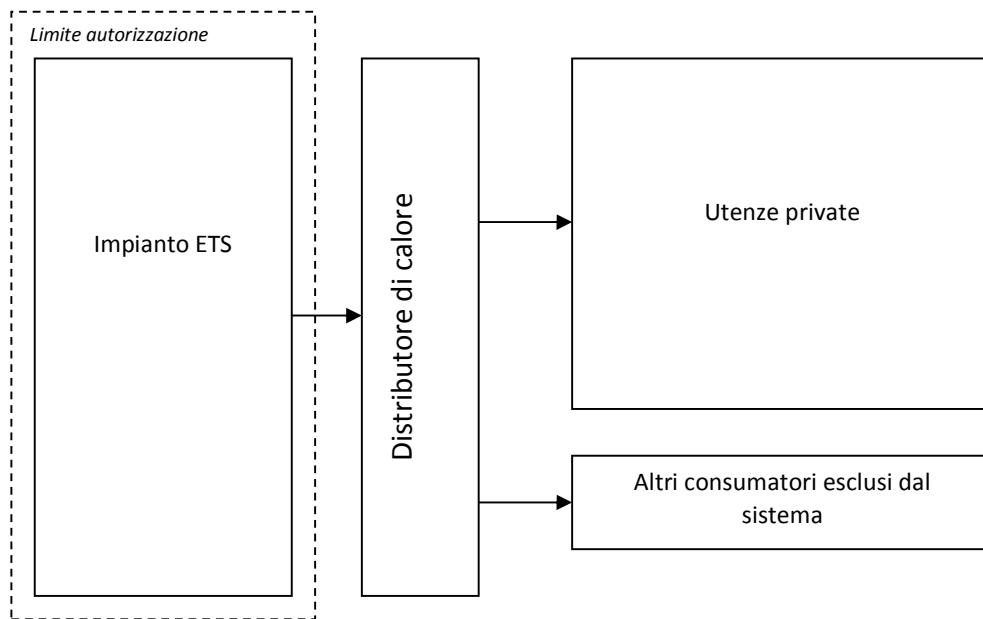 Limite autorizzazione
Impianto ETS
Distributore di calore
Utenze private
Altri consumatori esclusi dal
sistema